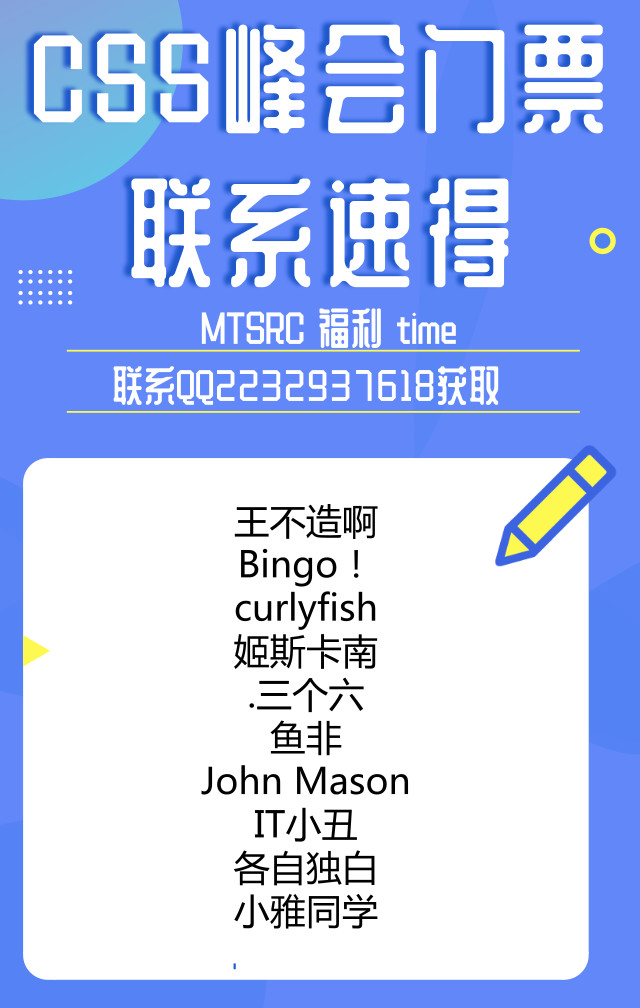 CSS峰会门票
联系速得
MTSRC 福利 time
联系QQ2232937618获取
王不造啊
Bingo！
curlyfish
姬斯卡南
.三个六
鱼非
John Mason
IT小丑
各自独白
小雅同学